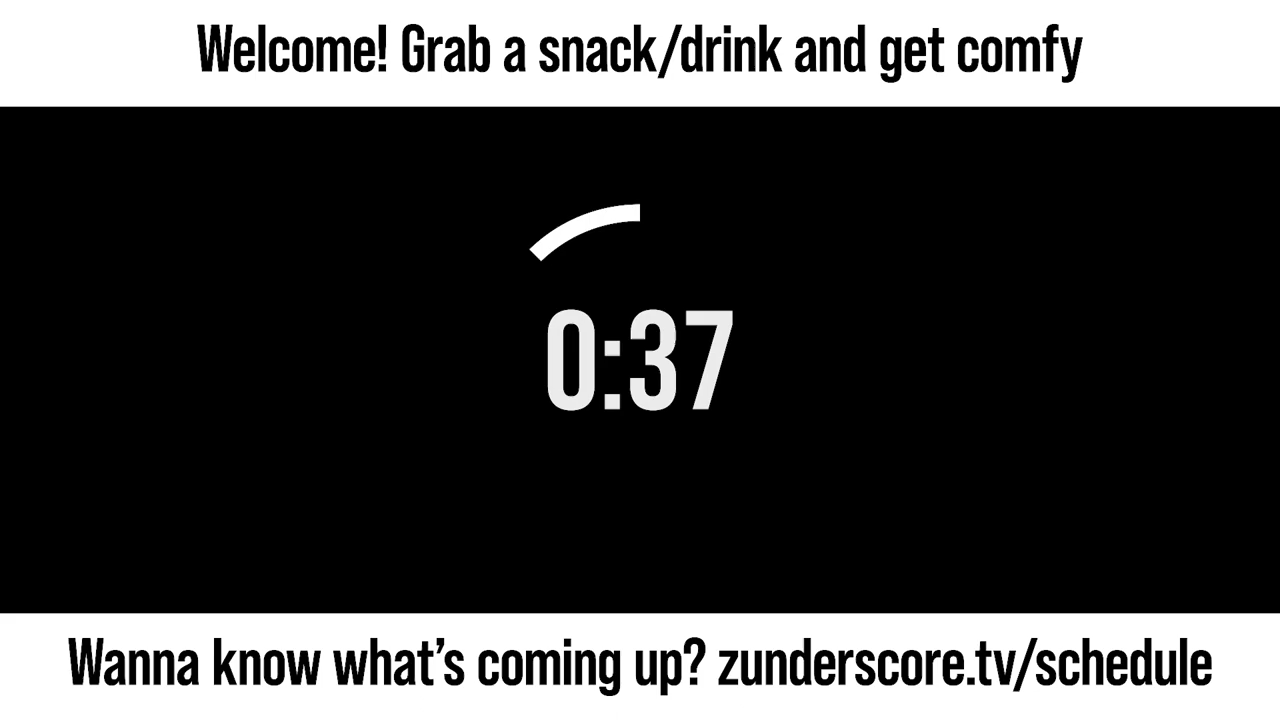 Welcome! Grab a snack/drink and get comfy
0:37
Wanna know what’s coming up? zunderscore.tv/schedule